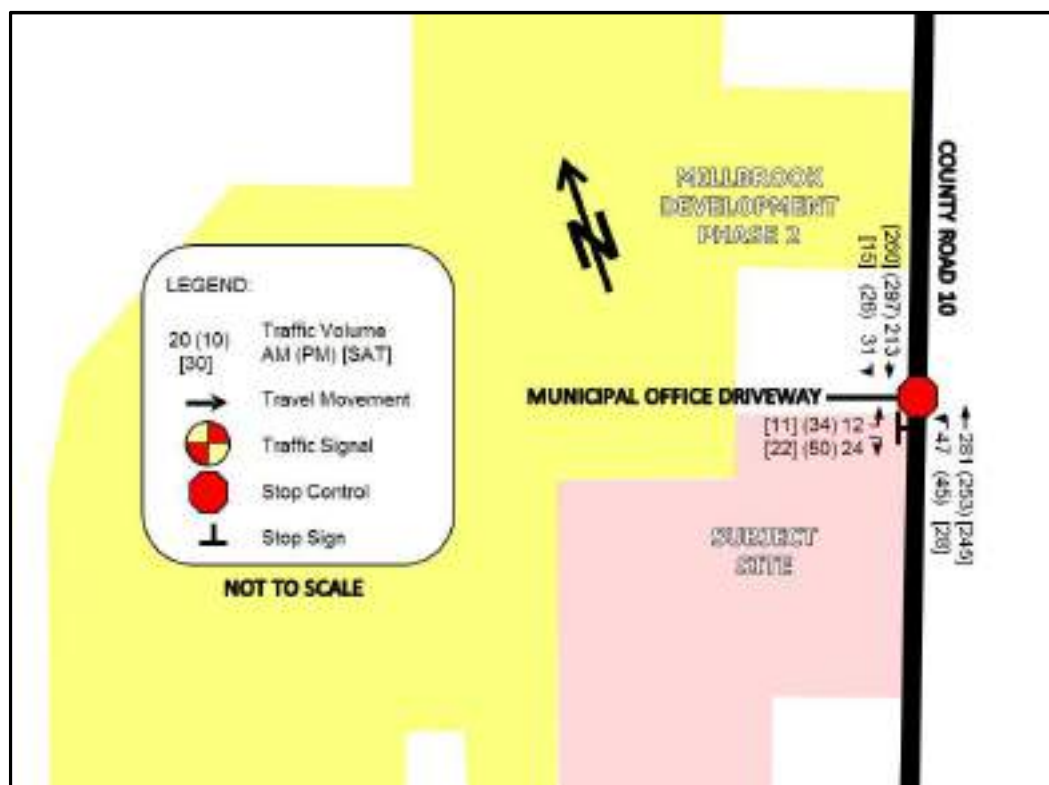 MILLBROOK
DEVELOPMENT
PHASE 2
COUNTY ROAD 10
[260] (297) 213
[15] (26) 31
LEGEND:
20 (10)
[30]
Traffic Volume
AM (PM) [SAT]
Travel Movement
Traffic Signal
Stop Control
Stop Sign
NOT TO SCALE
N
MUNICIPAL OFFICE DRIVEWAY
[11] (34) 12
[22] (50) 24
281 (253) [245]
47 (45) [28]
SUBJECT
SITE